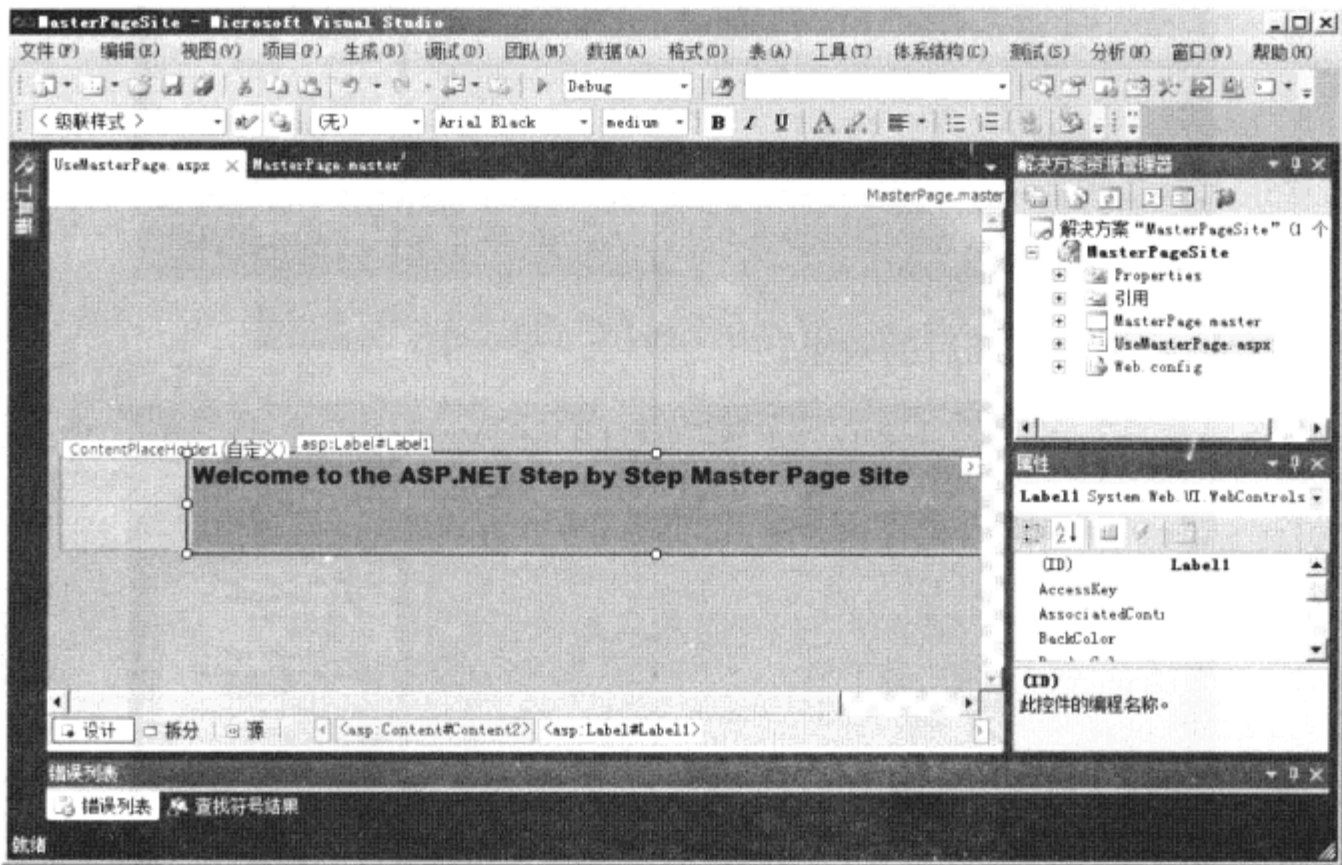 MasterPageSite - Microsoft Visual Studio
文件(F) 编辑(E) 视图(V) 项目(P) 生成(B) 调试(D) 团队(M) 数据(A) 格式(O) 表(A) 工具(T) 体系结构(C) 测试(S) 分析(N) 窗口(W) 帮助(H)
Debug
< 级联样式 > ab (无) Arial Black medium B I U A
工具箱
UseMasterPage.aspx MasterPage.master
MasterPage.master
ContentPlaceHolder1 (自定义) asp:Label#Label1
Welcome to the ASP.NET Step by Step Master Page Site
设计 拆分 源 <asp:Content#Content2> <asp:Label#Label1>
解决方案资源管理器
解决方案“MasterPageSite”(1 个
MasterPageSite
Properties
引用
MasterPage.master
UseMasterPage.aspx
Web.config
属性
Label1 System.Web.UI.WebControls
(ID) Label1
AccessKey
AssociatedConti
BackColor
(ID)
此控件的编程名称。
错误列表
错误列表 查找符号结果
就绪